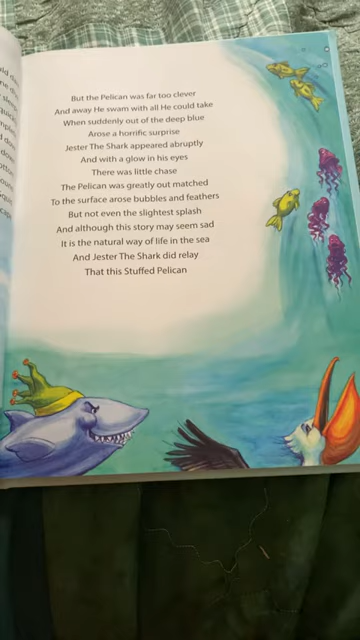 But the Pelican was far too clever
And away He swam with all He could take
When suddenly out of the deep blue
Arose a horrific surprise
Jester The Shark appeared abruptly
And with a glow in his eyes
There was little chase
The Pelican was greatly out matched
To the surface arose bubbles and feathers
But not even the slightest splash
And although this story may seem sad
It is the natural way of life in the sea
And Jester The Shark did relay
That this Stuffed Pelican